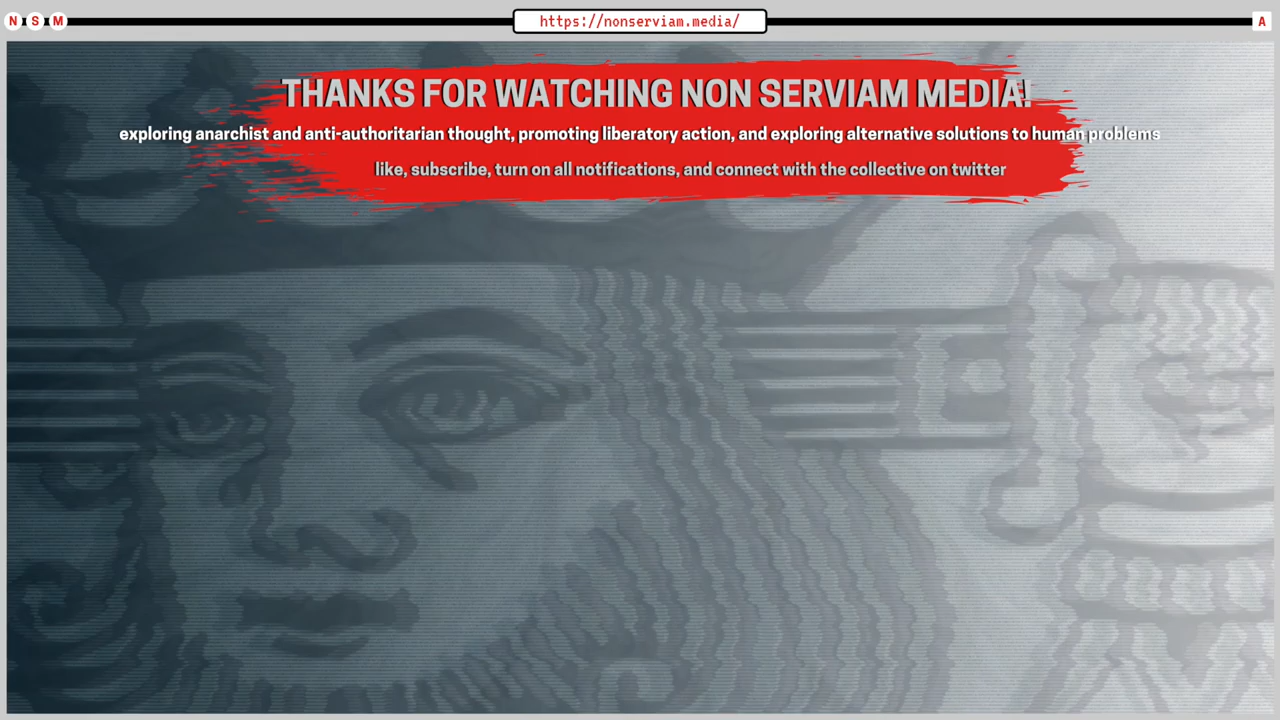 N S M
https://nonserviam.media/
A
THANKS FOR WATCHING NON SERVIAM MEDIA!
exploring anarchist and anti-authoritarian thought, promoting liberatory action, and exploring alternative solutions to human problems
like, subscribe, turn on all notifications, and connect with the collective on twitter